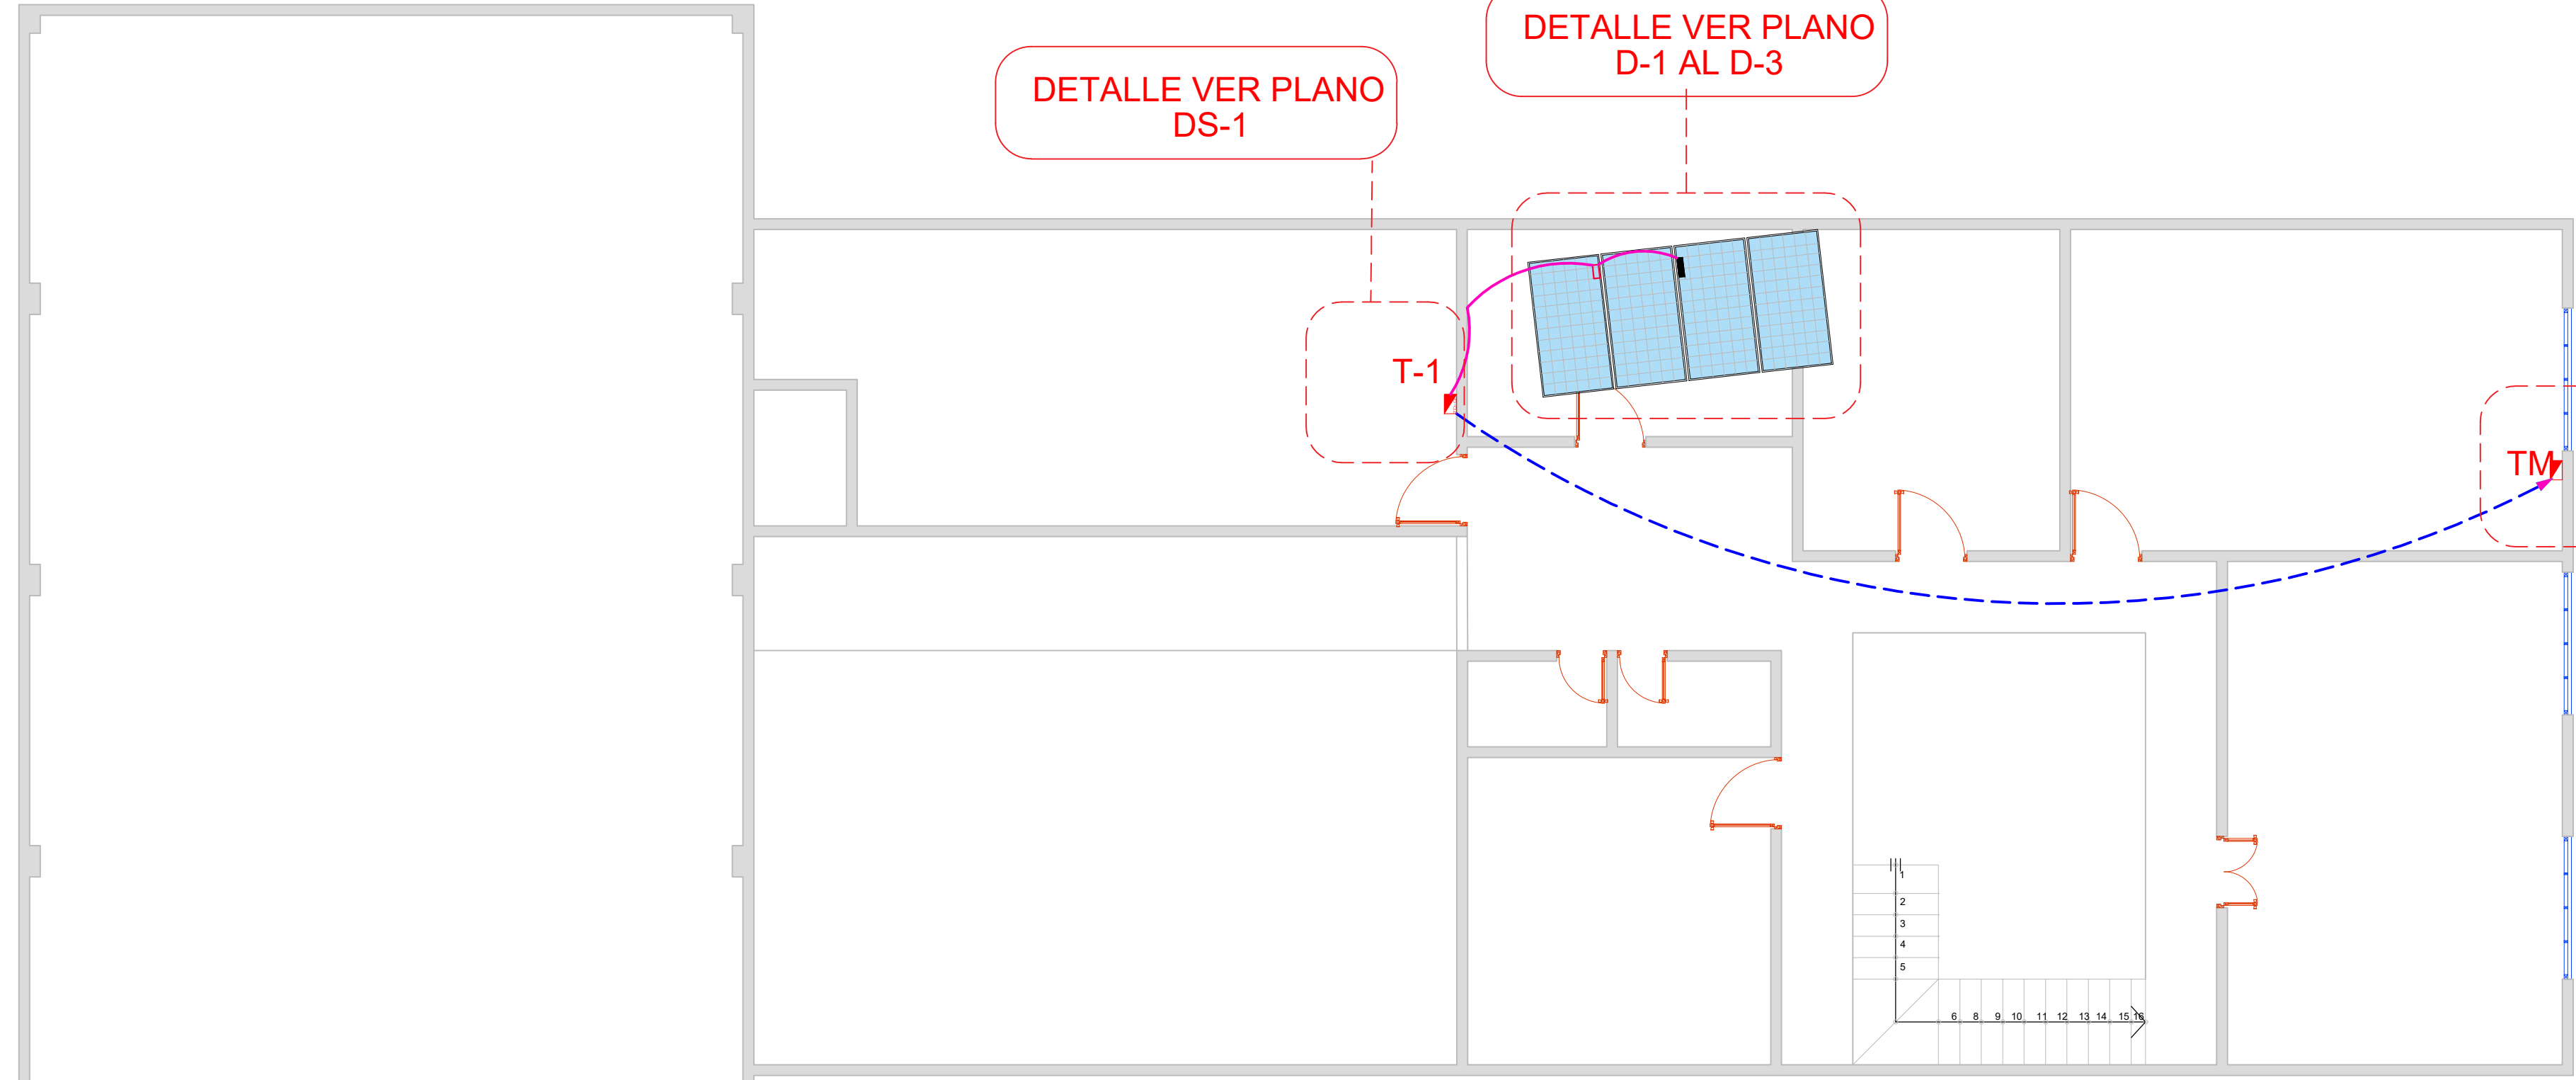 DETALLE VER PLANO
D-1 AL D-3
DETALLE VER PLANO
DS-1
T-1
TM
1
2
3
4
5
6 8 9 10 11 12 13 14 15 16